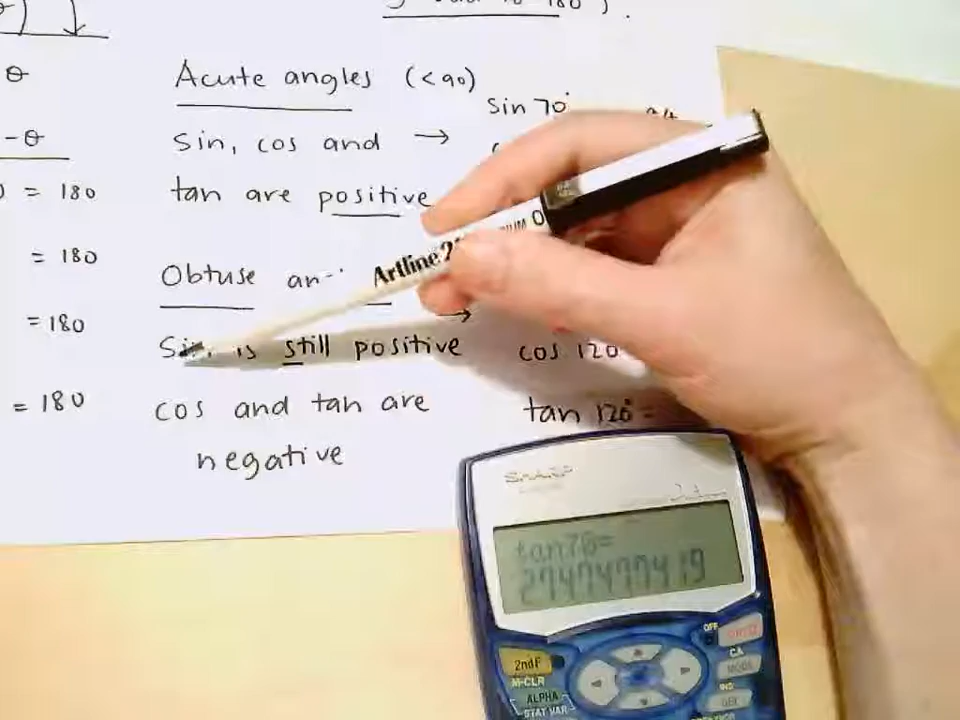 θ
Acute angles (<90)
sin 70°
-θ
sin, cos and →
= 180
tan are positive
= 180
Obtuse
= 180
is still positive
cos 120
= 180
cos and tan are
tan 120° =
negative
Artline
SHARP
tan70=
2.747477419
2ndF
M-CLR
ALPHA
STAT VAR
OFF
ON/C
CA
MODE
INS
DEL